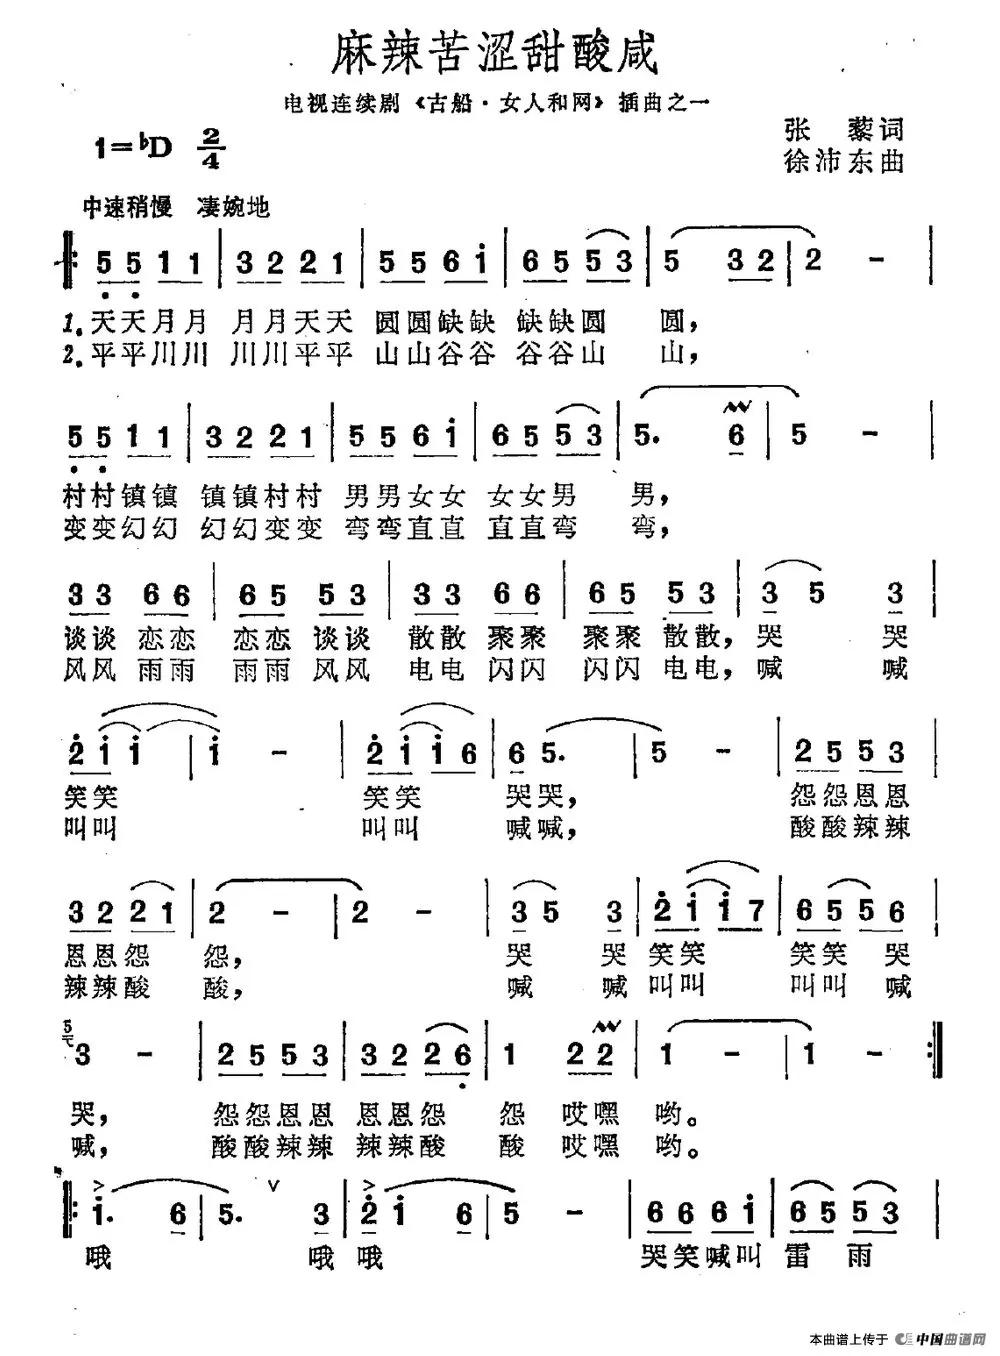 麻辣苦涩甜酸咸
电视连续剧《古船·女人和网》插曲之一
张藜词
1=♭D 2/4
徐沛东曲
中速稍慢 凄婉地
5 5 1 1 | 3 2 2 1 | 5 5 6 i | 6 5 5 3 | 5 3 2 | 2 -
1.天天月月 月月天天 圆圆缺缺 缺缺圆 圆,
2.平平川川 川川平平 山山谷谷 谷谷山 山,
5 5 1 1 | 3 2 2 1 | 5 5 6 i | 6 5 5 3 | 5. 6 | 5 -
村村镇镇 镇镇村村 男男女女 女女男 男,
变变幻幻 幻幻变变 弯弯直直 直直弯 弯,
3 3 6 6 | 6 5 5 3 | 3 3 6 6 | 6 5 5 3 | 3 5 3
谈谈恋恋 恋恋谈谈 散散聚聚 聚聚散散,哭 哭
风风雨雨 雨雨风风 电电闪闪 闪闪电电,喊 喊
2 i i | i - | 2 i i 6 | 6 5. | 5 - | 2 5 5 3
笑笑 笑笑 哭哭, 怨怨恩恩
叫叫 叫叫 喊喊, 酸酸辣辣
3 2 2 1 | 2 - | 2 - | 3 5 3 | 2 i i 7 | 6 5 5 6
恩恩怨 怨, 哭 哭笑笑 笑笑哭
辣辣酸 酸, 喊 喊叫叫 叫叫喊
5 3 - | 2 5 5 3 | 3 2 2 6 | 1 2 2 | 1 - | 1 -
哭, 怨怨恩恩 恩恩怨 怨 哎嘿 哟。
喊, 酸酸辣辣 辣辣酸 酸 哎嘿 哟。
i. 6 | 5. 3 | 2 i 6 | 5 - | 6 6 6 i | 6 5 5 3
哦 哦哦 哭笑喊叫 雷雨
本曲谱上传于 中国曲谱网